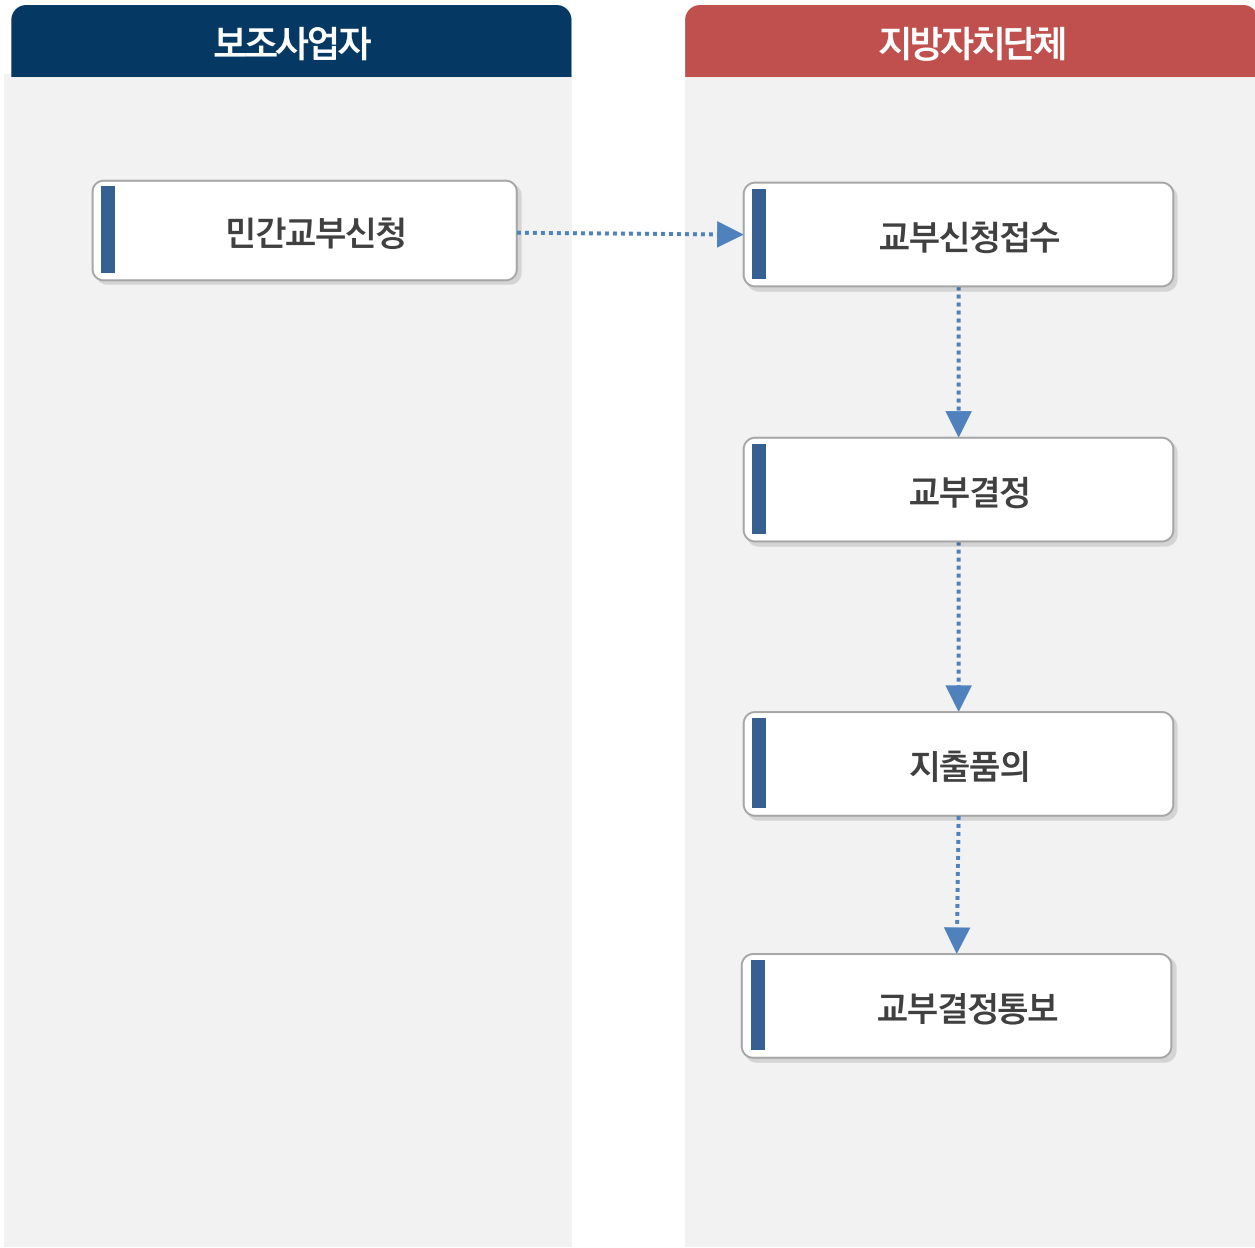 보조사업자
지방자치단체
민간교부신청
교부신청접수
교부결정
지출품의
교부결정통보